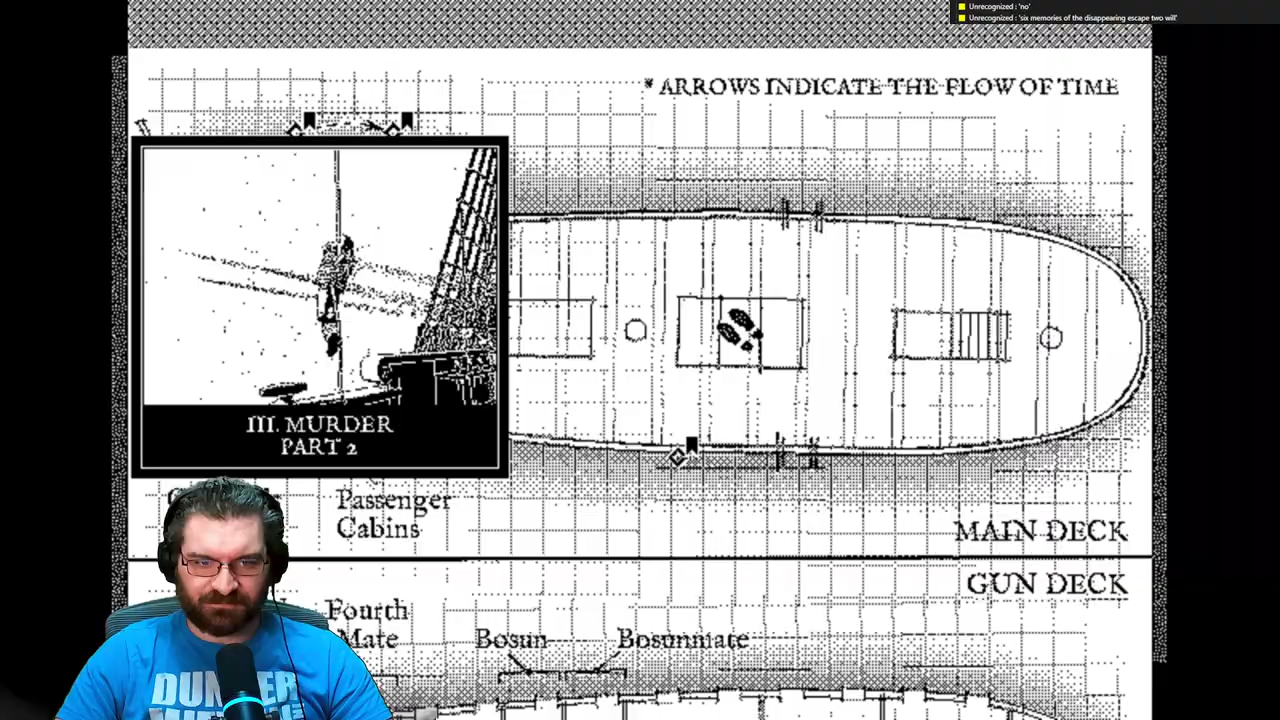 Unrecognized : 'no'
Unrecognized : 'six memories of the disappearing escape two will'
* ARROWS INDICATE THE FLOW OF TIME
III. MURDER
PART 2
Passenger
Cabins
MAIN DECK
GUN DECK
Fourth
Mate
Bosun
Bosunmate